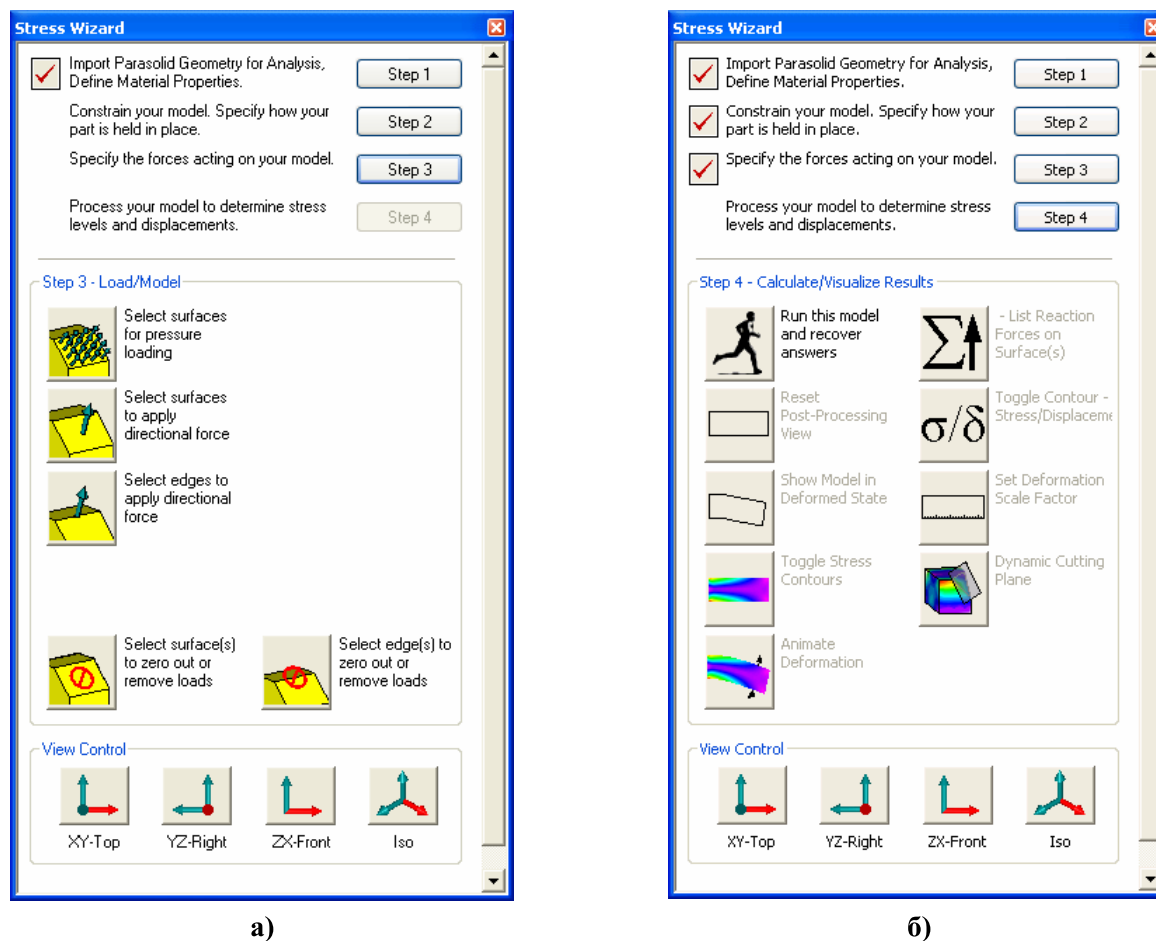 Stress Wizard
Import Parasolid Geometry for Analysis,
Define Material Properties.
Step 1
Constrain your model. Specify how your
part is held in place.
Step 2
Specify the forces acting on your model.
Step 3
Process your model to determine stress
levels and displacements.
Step 4
Step 3 - Load/Model
Select surfaces
for pressure
loading
Select surfaces
to apply
directional force
Select edges to
apply directional
force
Select surface(s)
to zero out or
remove loads
Select edge(s) to
zero out or
remove loads
View Control
XY-Top
YZ-Right
ZX-Front
Iso
а)
Stress Wizard
Import Parasolid Geometry for Analysis,
Define Material Properties.
Step 1
Constrain your model. Specify how your
part is held in place.
Step 2
Specify the forces acting on your model.
Step 3
Process your model to determine stress
levels and displacements.
Step 4
Step 4 - Calculate/Visualize Results
Run this model
and recover
answers
Σ
- List Reaction
Forces on
Surface(s)
Reset
Post-Processing
View
σ/δ
Toggle Contour -
Stress/Displaceme
Show Model in
Deformed State
Set Deformation
Scale Factor
Toggle Stress
Contours
Dynamic Cutting
Plane
Animate
Deformation
View Control
XY-Top
YZ-Right
ZX-Front
Iso
б)